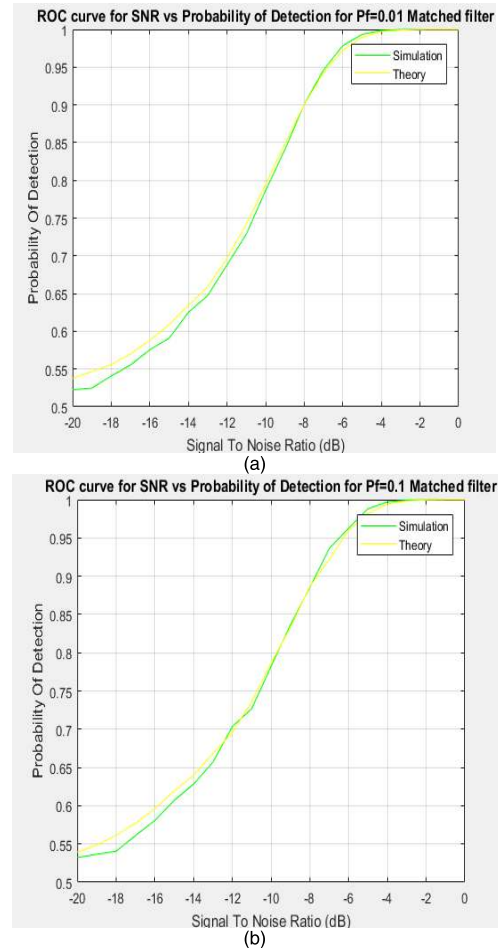 ROC curve for SNR vs Probability of Detection for Pf=0.01 Matched filter
1
0.95
0.9
0.85
0.8
0.75
0.7
0.65
0.6
0.55
0.5
Probability Of Detection
Simulation
Theory
-20 -18 -16 -14 -12 -10 -8 -6 -4 -2 0
Signal To Noise Ratio (dB)
(a)
ROC curve for SNR vs Probability of Detection for Pf=0.1 Matched filter
1
0.95
0.9
0.85
0.8
0.75
0.7
0.65
0.6
0.55
0.5
Probability Of Detection
Simulation
Theory
-20 -18 -16 -14 -12 -10 -8 -6 -4 -2 0
Signal To Noise Ratio (dB)
(b)